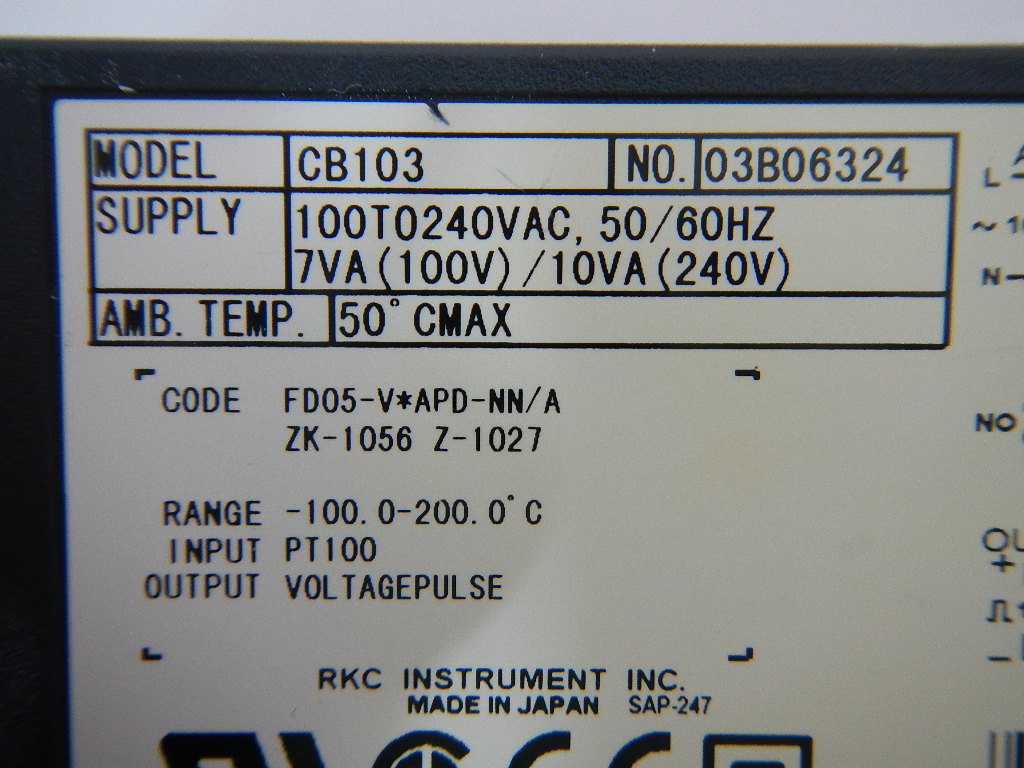 MODEL CB103 NO. 03B06324
SUPPLY 100TO240VAC, 50/60HZ
7VA(100V)/10VA(240V)
AMB. TEMP. 50°CMAX
CODE FD05-V*APD-NN/A
ZK-1056 Z-1027
RANGE -100.0-200.0°C
INPUT PT100
OUTPUT VOLTAGEPULSE
RKC INSTRUMENT INC.
MADE IN JAPAN SAP-247
L
N
NO
+
−